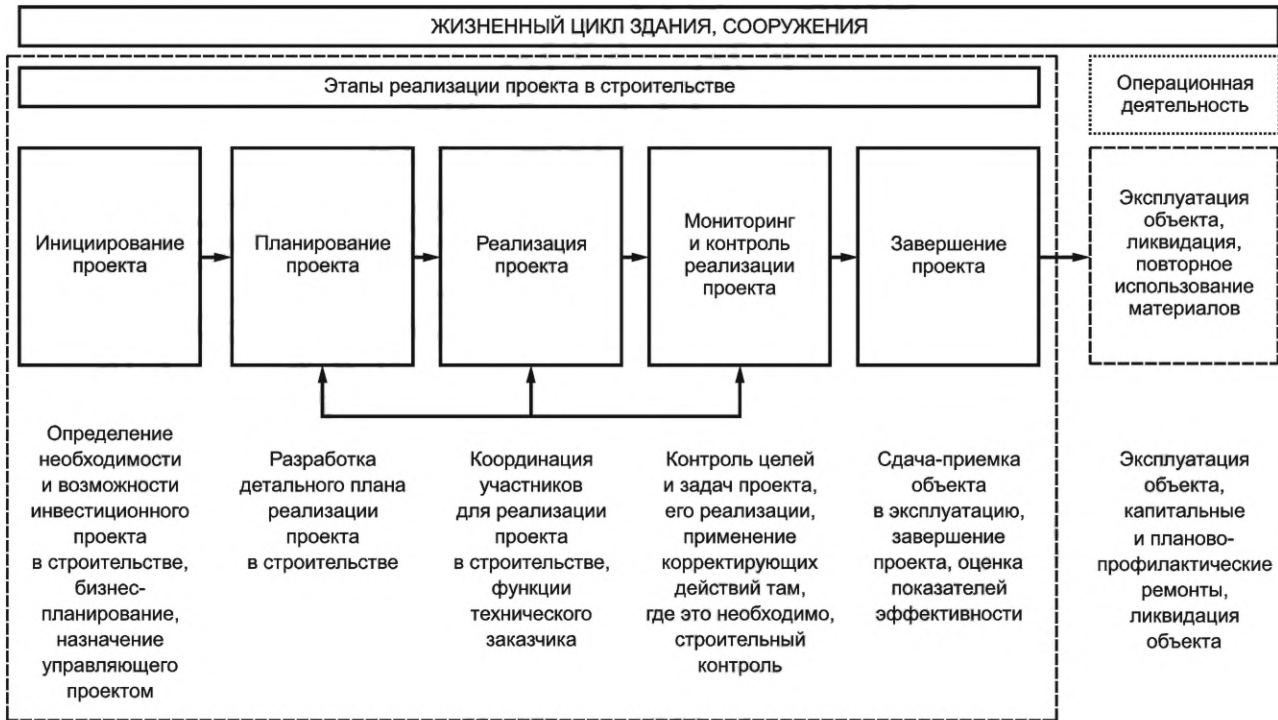 ЖИЗНЕННЫЙ ЦИКЛ ЗДАНИЯ, СООРУЖЕНИЯ
Этапы реализации проекта в строительстве
Операционная
деятельность
Инициирование
проекта
Планирование
проекта
Реализация
проекта
Мониторинг
и контроль
реализации
проекта
Завершение
проекта
Эксплуатация
объекта,
ликвидация,
повторное
использование
материалов
Определение
необходимости
и возможности
инвестиционного
проекта
в строительстве,
бизнес-
планирование,
назначение
управляющего
проектом
Разработка
детального плана
реализации
проекта
в строительстве
Координация
участников
для реализации
проекта
в строительстве,
функции
технического
заказчика
Контроль целей
и задач проекта,
его реализации,
применение
корректирующих
действий там,
где это необходимо,
строительный
контроль
Сдача-приемка
объекта
в эксплуатацию,
завершение
проекта, оценка
показателей
эффективности
Эксплуатация
объекта,
капитальные
и планово-
профилактические
ремонты,
ликвидация
объекта